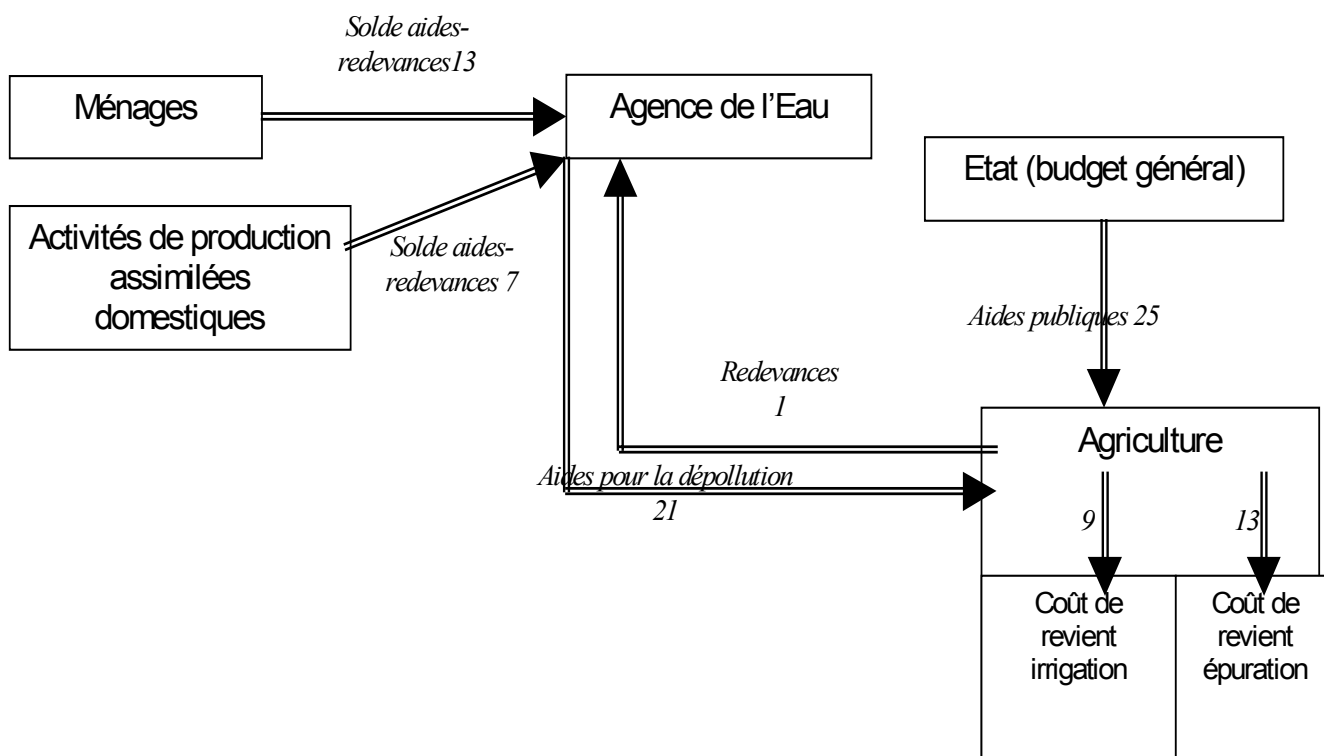 Solde aides-
redevances13
Ménages
Agence de l’Eau
Etat (budget général)
Activités de production
assimilées
domestiques
Solde aides-
redevances 7
Aides publiques 25
Redevances
1
Agriculture
Aides pour la dépollution
21
9
13
Coût de
revient
irrigation
Coût de
revient
épuration